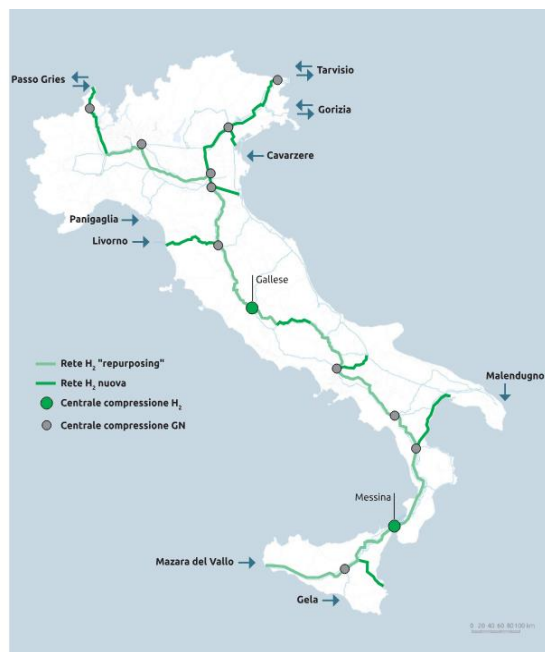 Tarvisio
Passo Gries
Gorizia
Cavarzere
Panigaglia
Livorno
Gallese
Rete H₂ "repurposing"
Rete H₂ nuova
Centrale compressione H₂
Centrale compressione GN
Malendugno
Messina
Mazara del Vallo
Gela
0 20 40 60 80 100 km